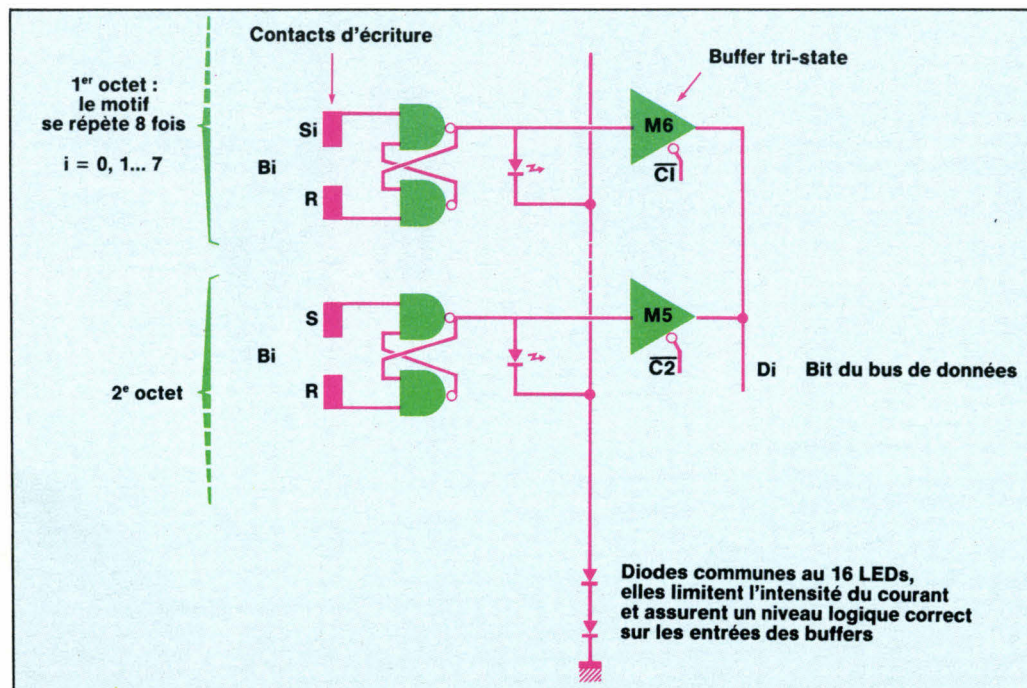 Contacts d'écriture
1er octet :
le motif
se répète 8 fois
i = 0, 1... 7
Buffer tri-state
Si
Bi
R
M6
CI
S
Bi
R
2e octet
M5
C2
Di Bit du bus de données
Diodes communes au 16 LEDs,
elles limitent l'intensité du courant
et assurent un niveau logique correct
sur les entrées des buffers